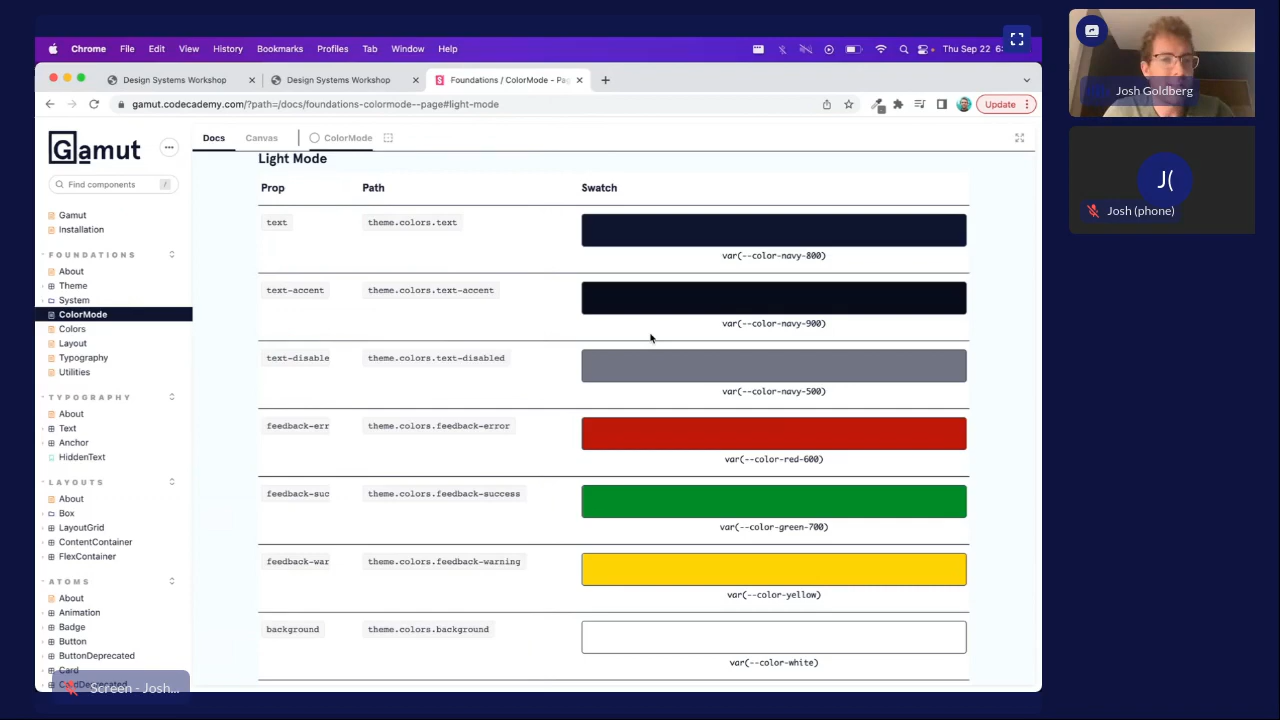 Chrome File Edit View History Bookmarks Profiles Tab Window Help Thu Sep 22 6:
Design Systems Workshop
Design Systems Workshop
Foundations / ColorMode - Pag
gamut.codecademy.com/?path=/docs/foundations-colormode--page#light-mode
Update
Gamut
Find components /
Gamut
Installation
FOUNDATIONS
About
Theme
System
ColorMode
Colors
Layout
Typography
Utilities
TYPOGRAPHY
About
Text
Anchor
HiddenText
LAYOUTS
About
Box
LayoutGrid
ContentContainer
FlexContainer
ATOMS
About
Animation
Badge
Button
ButtonDeprecated
Card
CardDeprecated
Docs Canvas ColorMode
Light Mode
Prop Path Swatch
text theme.colors.text
var(--color-navy-800)
text-accent theme.colors.text-accent
var(--color-navy-900)
text-disable theme.colors.text-disabled
var(--color-navy-500)
feedback-err theme.colors.feedback-error
var(--color-red-600)
feedback-suc theme.colors.feedback-success
var(--color-green-700)
feedback-war theme.colors.feedback-warning
var(--color-yellow)
background theme.colors.background
var(--color-white)
Screen - Josh...
Josh Goldberg
J(
Josh (phone)